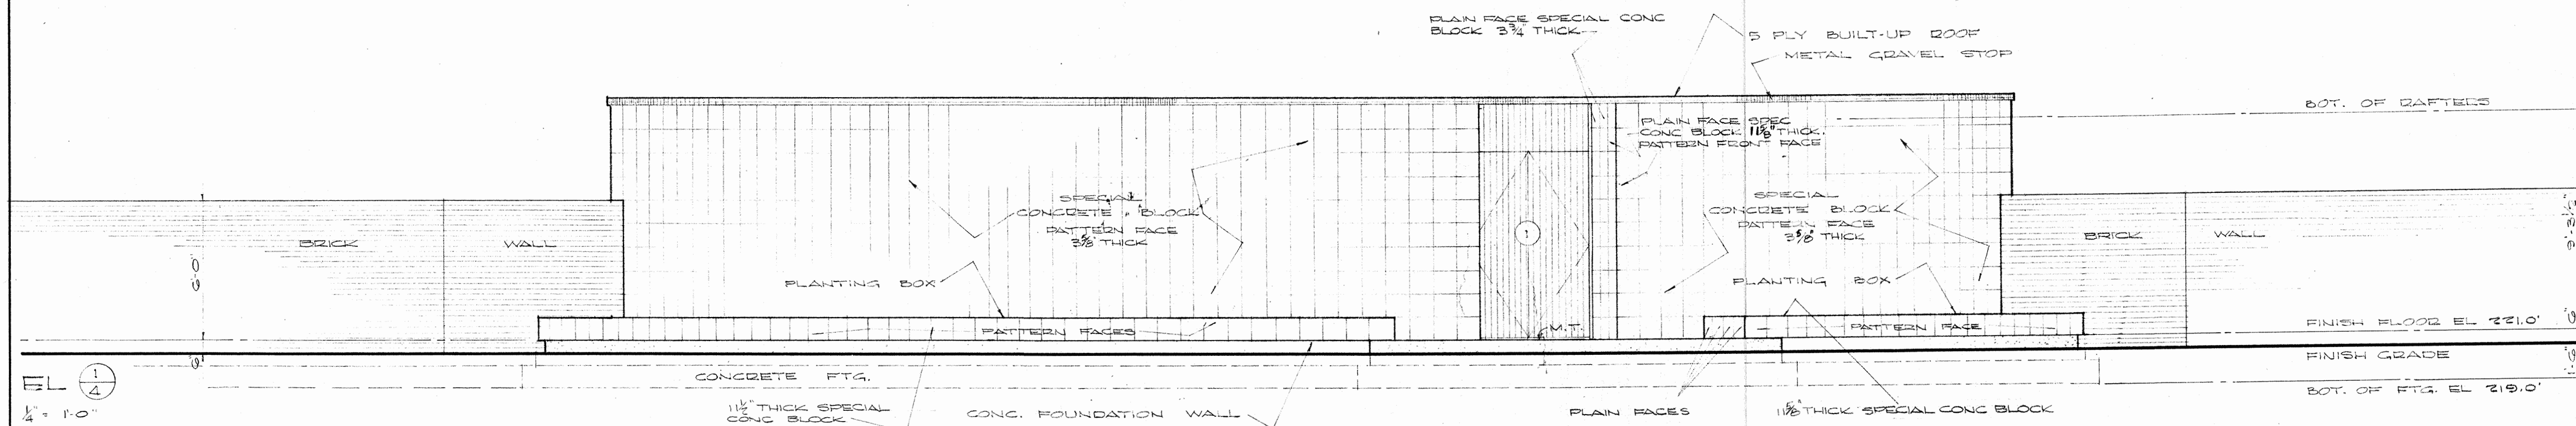 PLAIN FACE SPECIAL CONC
BLOCK 3¾" THICK
5 PLY BUILT-UP ROOF
METAL GRAVEL STOP
BOT. OF RAFTERS
PLAIN FACE SPEC
CONC BLOCK 11⅝" THICK.
PATTERN FRONT FACE
SPECIAL
CONCRETE BLOCK
PATTERN FACE
3⅝" THICK
SPECIAL
CONCRETE BLOCK
PATTERN FACE
3⅝" THICK
BRICK WALL
1
BRICK WALL
6'-0"
PLANTING BOX
PLANTING BOX
PATTERN FACES
M.T.
PATTERN FACE
FINISH FLOOR EL 221.0'
FINISH GRADE
EL 1/4
¼" = 1'-0"
CONCRETE FTG.
BOT. OF FTG. EL 219.0'
11½" THICK SPECIAL
CONC BLOCK
CONC. FOUNDATION WALL
PLAIN FACES
11⅝" THICK SPECIAL CONC BLOCK